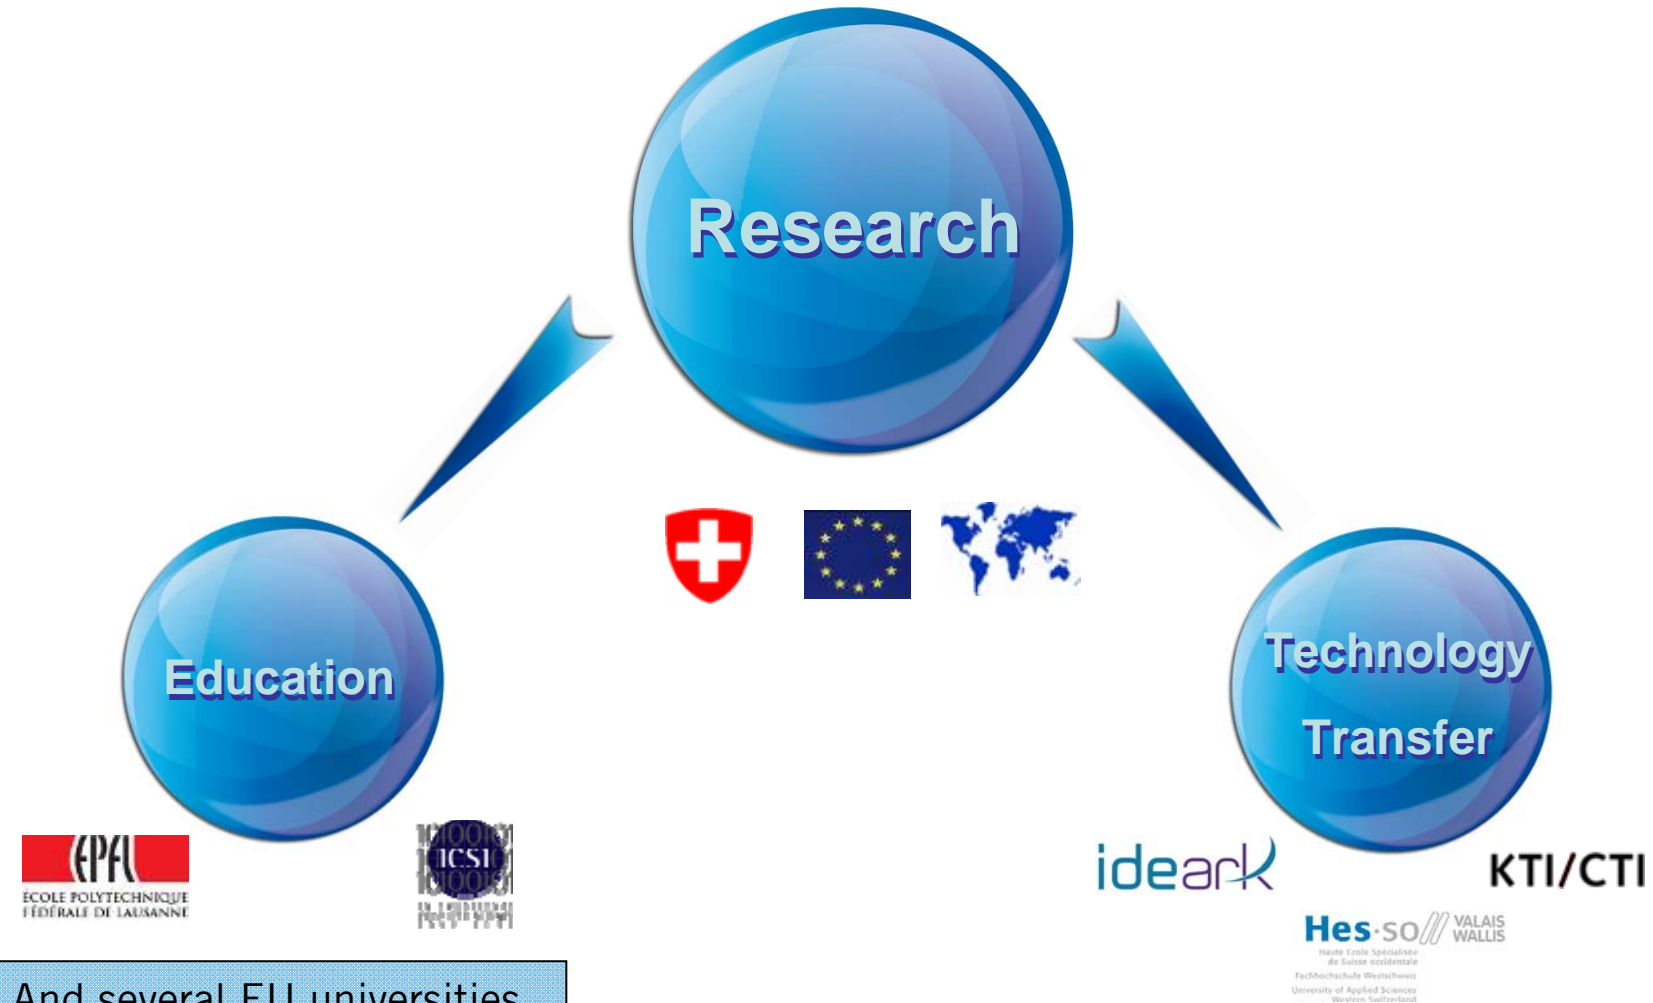 Research
Education
Technology
Transfer
EPFL
ÉCOLE POLYTECHNIQUE
FÉDÉRALE DE LAUSANNE
ICSI
ideark
KTI/CTI
Hes·so// VALAIS
WALLIS
Haute Ecole Spécialisée
de Suisse occidentale
Fachhochschule Westschweiz
University of Applied Sciences
Western Switzerland
And several EU universities